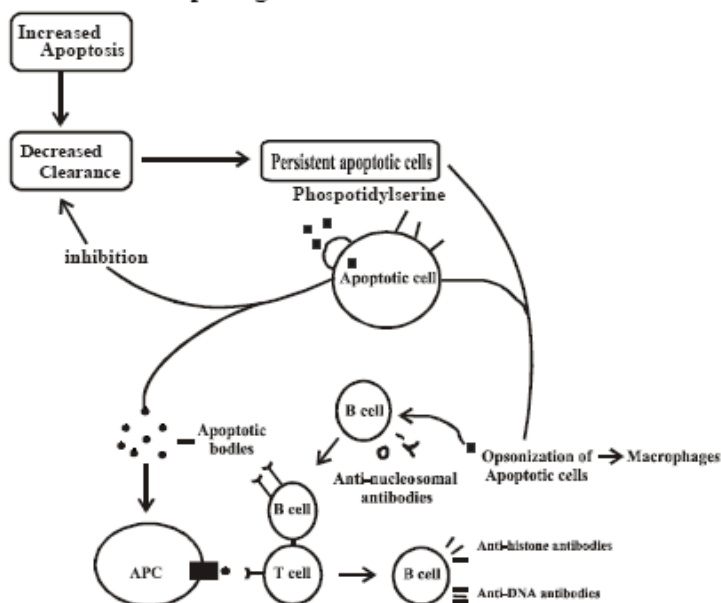 Increased
Apoptosis
Decreased
Clearance
Persistent apoptotic cells
Phospotidylserine
inhibition
Apoptotic cell
B cell
Apoptotic
bodies
Anti-nucleosomal
antibodies
Opsonization of
Apoptotic cells
Macrophages
B cell
APC
T cell
B cell
Anti-histone antibodies
Anti-DNA antibodies